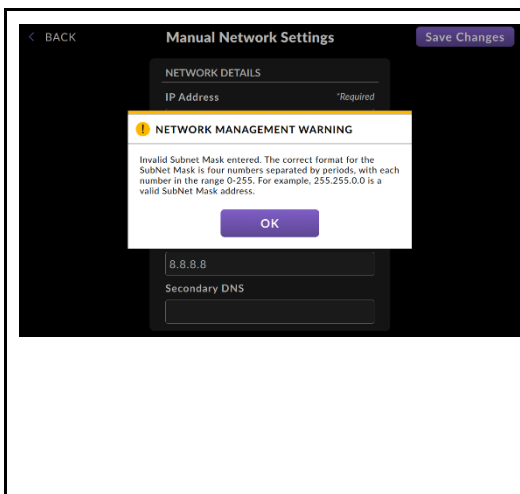 < BACK
Manual Network Settings
Save Changes
NETWORK DETAILS
IP Address
*Required
! NETWORK MANAGEMENT WARNING
Invalid Subnet Mask entered. The correct format for the
SubNet Mask is four numbers separated by periods, with each
number in the range 0-255. For example, 255.255.0.0 is a
valid SubNet Mask address.
OK
8.8.8.8
Secondary DNS